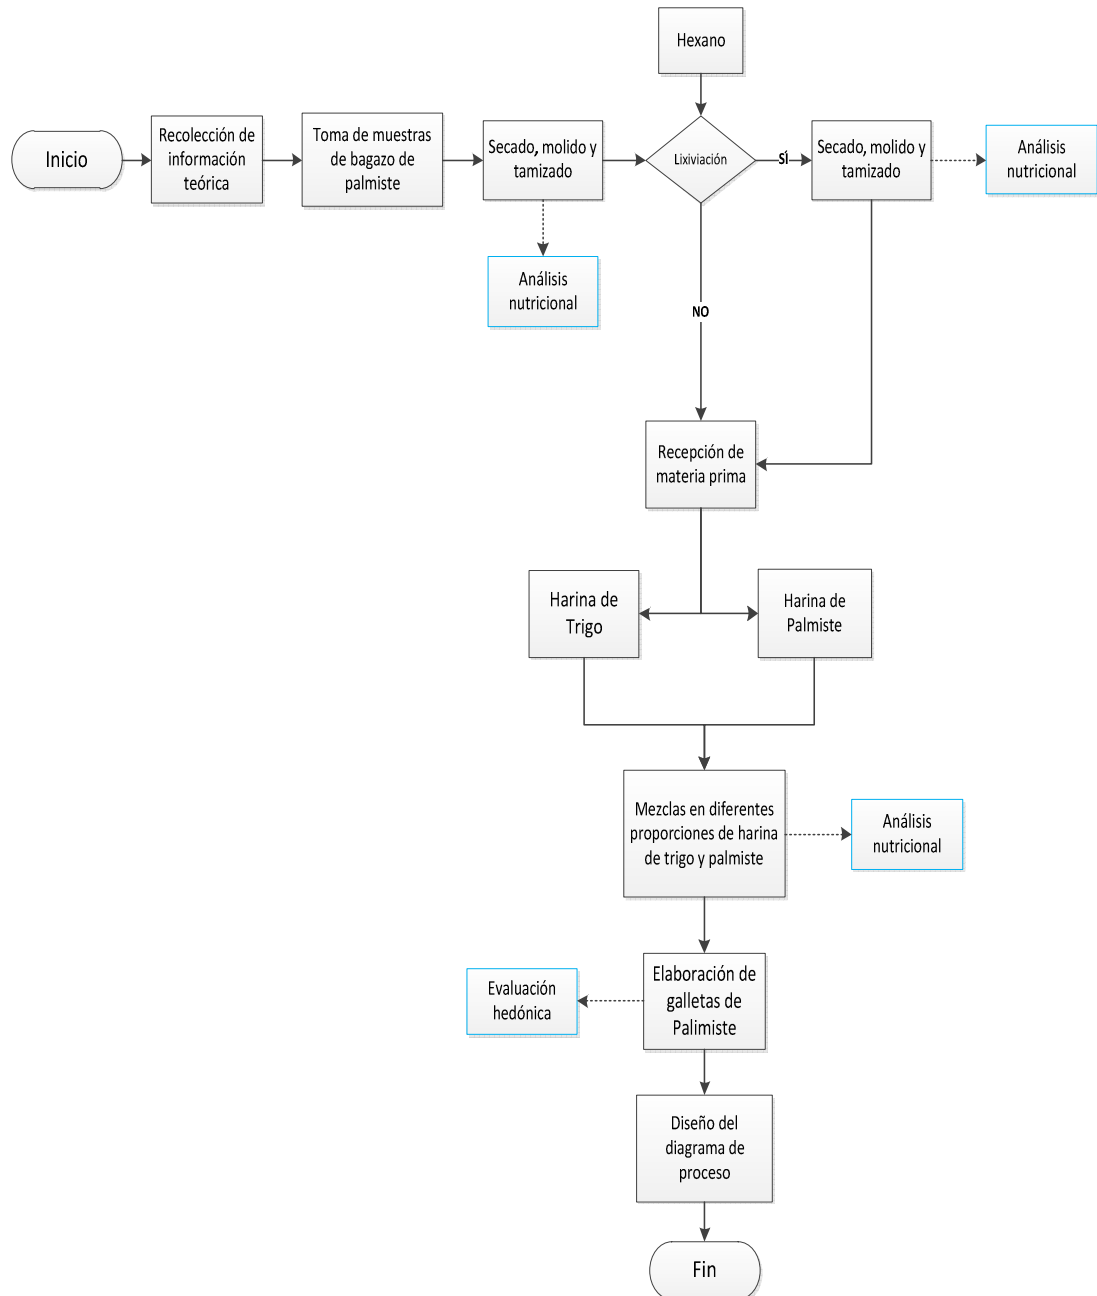 Hexano
Inicio
Recolección de
información
teórica
Toma de muestras
de bagazo de
palmiste
Secado, molido y
tamizado
Lixiviación
SÍ
Secado, molido y
tamizado
Análisis
nutricional
Análisis
nutricional
NO
Recepción de
materia prima
Harina de
Trigo
Harina de
Palmiste
Mezclas en diferentes
proporciones de harina
de trigo y palmiste
Análisis
nutricional
Evaluación
hedónica
Elaboración de
galletas de
Palimiste
Diseño del
diagrama de
proceso
Fin